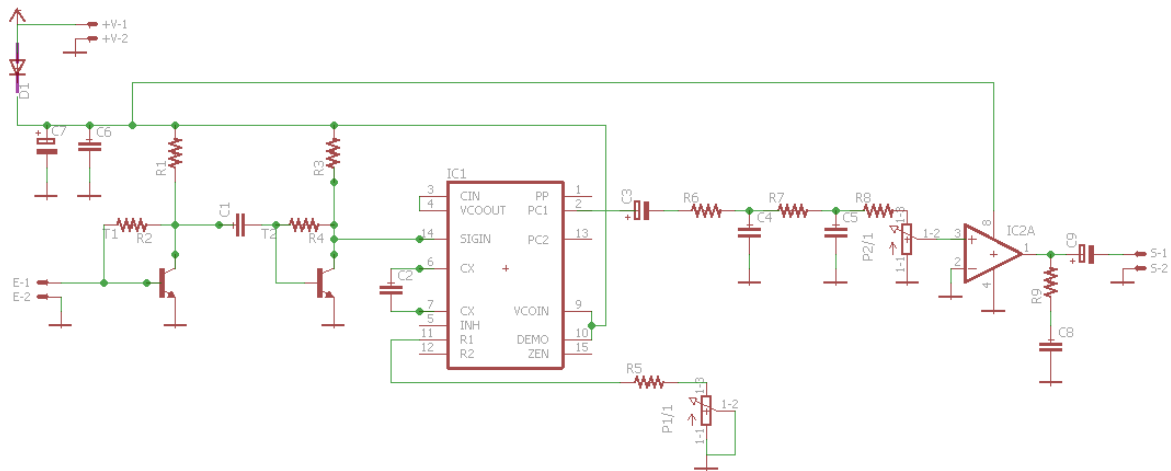 +V-1
+V-2
D1
C7
C6
R1
R3
C1
T1
R2
T2
R4
E-1
E-2
IC1
3 CIN PP 1
4 VCOOUT PC1 2
14 SIGIN PC2 13
6 CX
7 CX VCOIN 9
5 INH
11 R1 DEMO 10
12 R2 ZEN 15
C2
C3
R6
C4
R7
C5
R8
P2/1
1-3
1-2
1-1
IC2A
3
2
8
4
1
C9
R9
C8
S-1
S-2
R5
P1/1
1-3
1-2
1-1